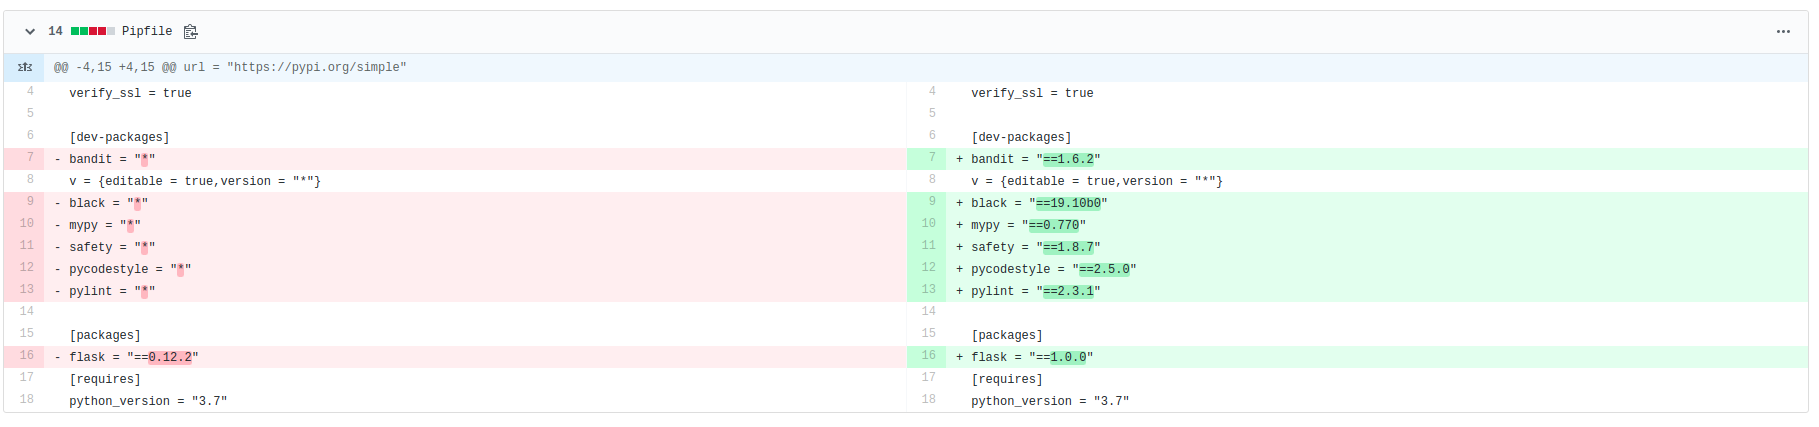 14 Pipfile
@@ -4,15 +4,15 @@ url = "https://pypi.org/simple"
4 verify_ssl = true
5
6 [dev-packages]
7 - bandit = "*"
8 v = {editable = true,version = "*"}
9 - black = "*"
10 - mypy = "*"
11 - safety = "*"
12 - pycodestyle = "*"
13 - pylint = "*"
14
15 [packages]
16 - flask = "==0.12.2"
17 [requires]
18 python_version = "3.7"
4 verify_ssl = true
5
6 [dev-packages]
7 + bandit = "==1.6.2"
8 v = {editable = true,version = "*"}
9 + black = "==19.10b0"
10 + mypy = "==0.770"
11 + safety = "==1.8.7"
12 + pycodestyle = "==2.5.0"
13 + pylint = "==2.3.1"
14
15 [packages]
16 + flask = "==1.0.0"
17 [requires]
18 python_version = "3.7"